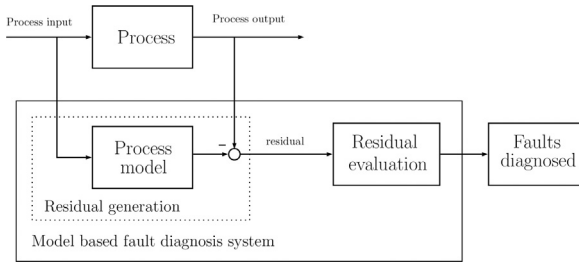 Process input
Process output
Process
Process
model
−
residual
Residual
evaluation
Faults
diagnosed
Residual generation
Model based fault diagnosis system